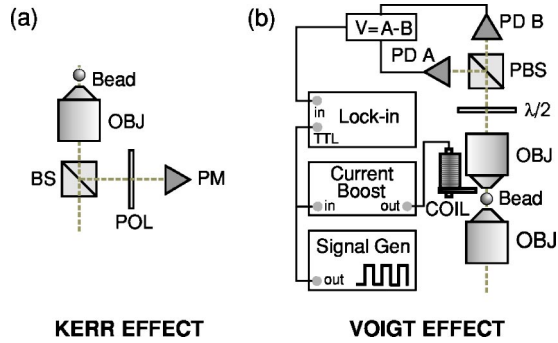 (a)
Bead
OBJ
BS
PM
POL
KERR EFFECT
(b)
V=A-B
PD B
PD A
PBS
λ/2
in
Lock-in
TTL
OBJ
Current
Boost
in
out
COIL
Bead
Signal Gen
OBJ
out
VOIGT EFFECT